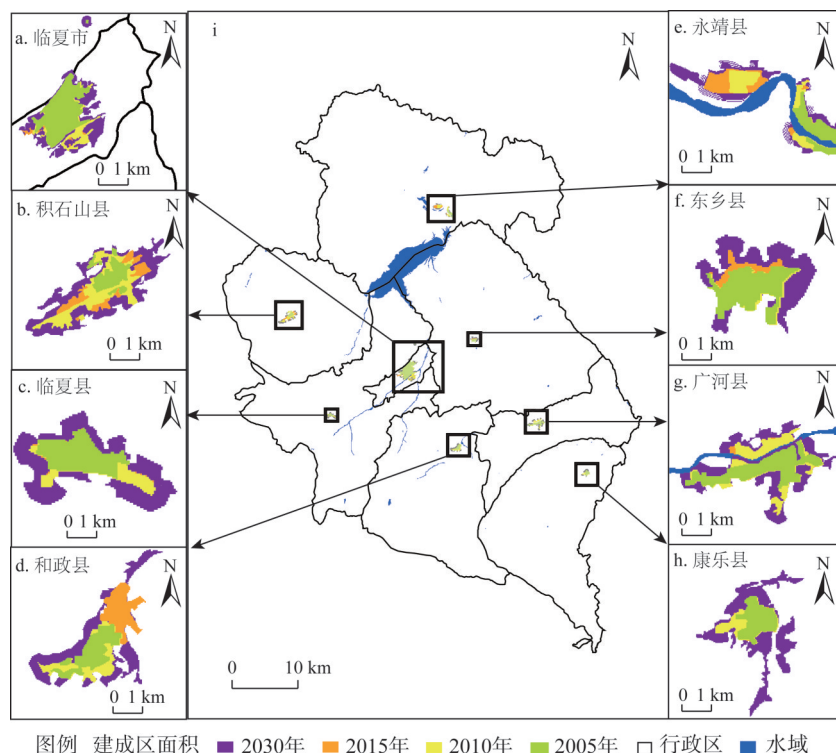 a. 临夏市
N
0 1 km
b. 积石山县
N
0 1 km
c. 临夏县
N
0 1 km
d. 和政县
N
0 1 km
i
N
0 10 km
e. 永靖县
N
0 1 km
f. 东乡县
N
0 1 km
g. 广河县
N
0 1 km
h. 康乐县
N
0 1 km
图例 建成区面积 2030年 2015年 2010年 2005年 行政区 水域